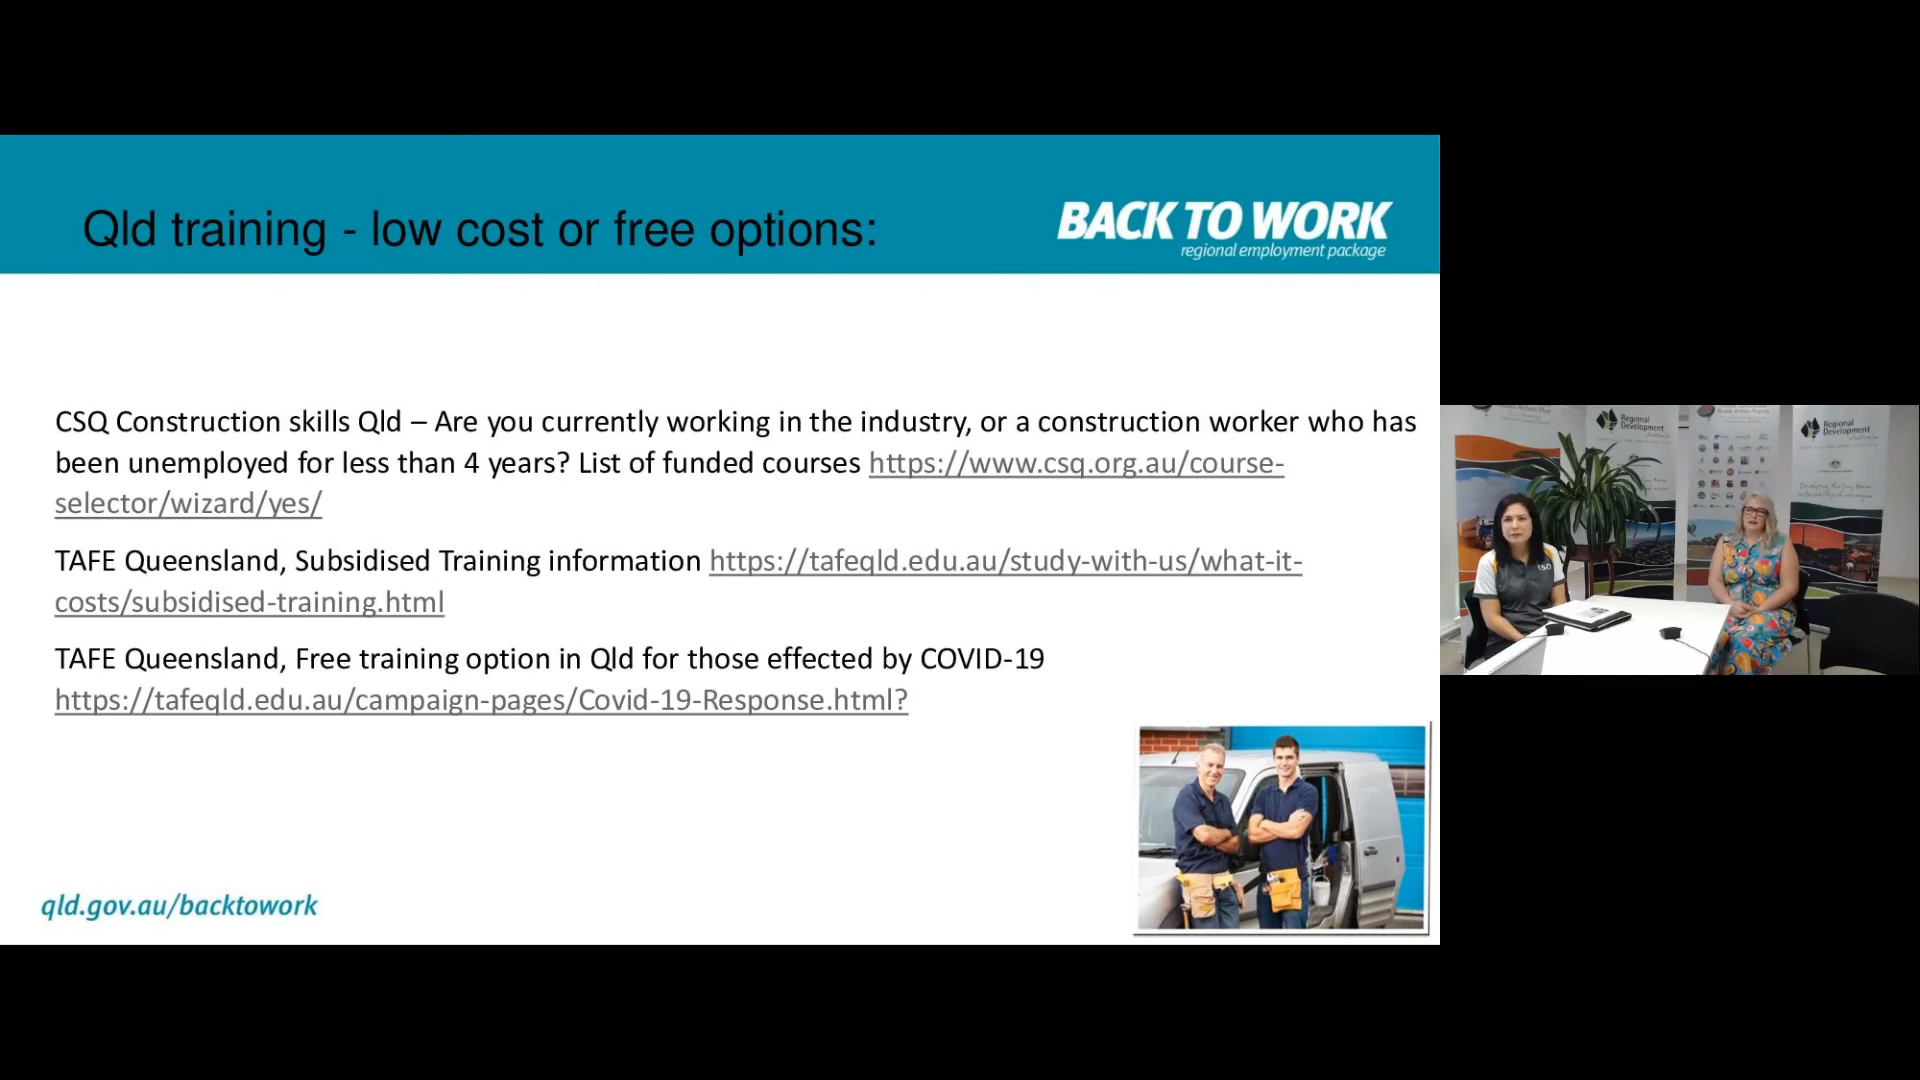 Qld training - low cost or free options:
BACK TO WORK
regional employment package
CSQ Construction skills Qld – Are you currently working in the industry, or a construction worker who has
been unemployed for less than 4 years? List of funded courses https://www.csq.org.au/course-
selector/wizard/yes/
TAFE Queensland, Subsidised Training information https://tafeqld.edu.au/study-with-us/what-it-
costs/subsidised-training.html
TAFE Queensland, Free training option in Qld for those effected by COVID-19
https://tafeqld.edu.au/campaign-pages/Covid-19-Response.html?
qld.gov.au/backtowork
Regional
Development
Regional
Development
Australia
csq